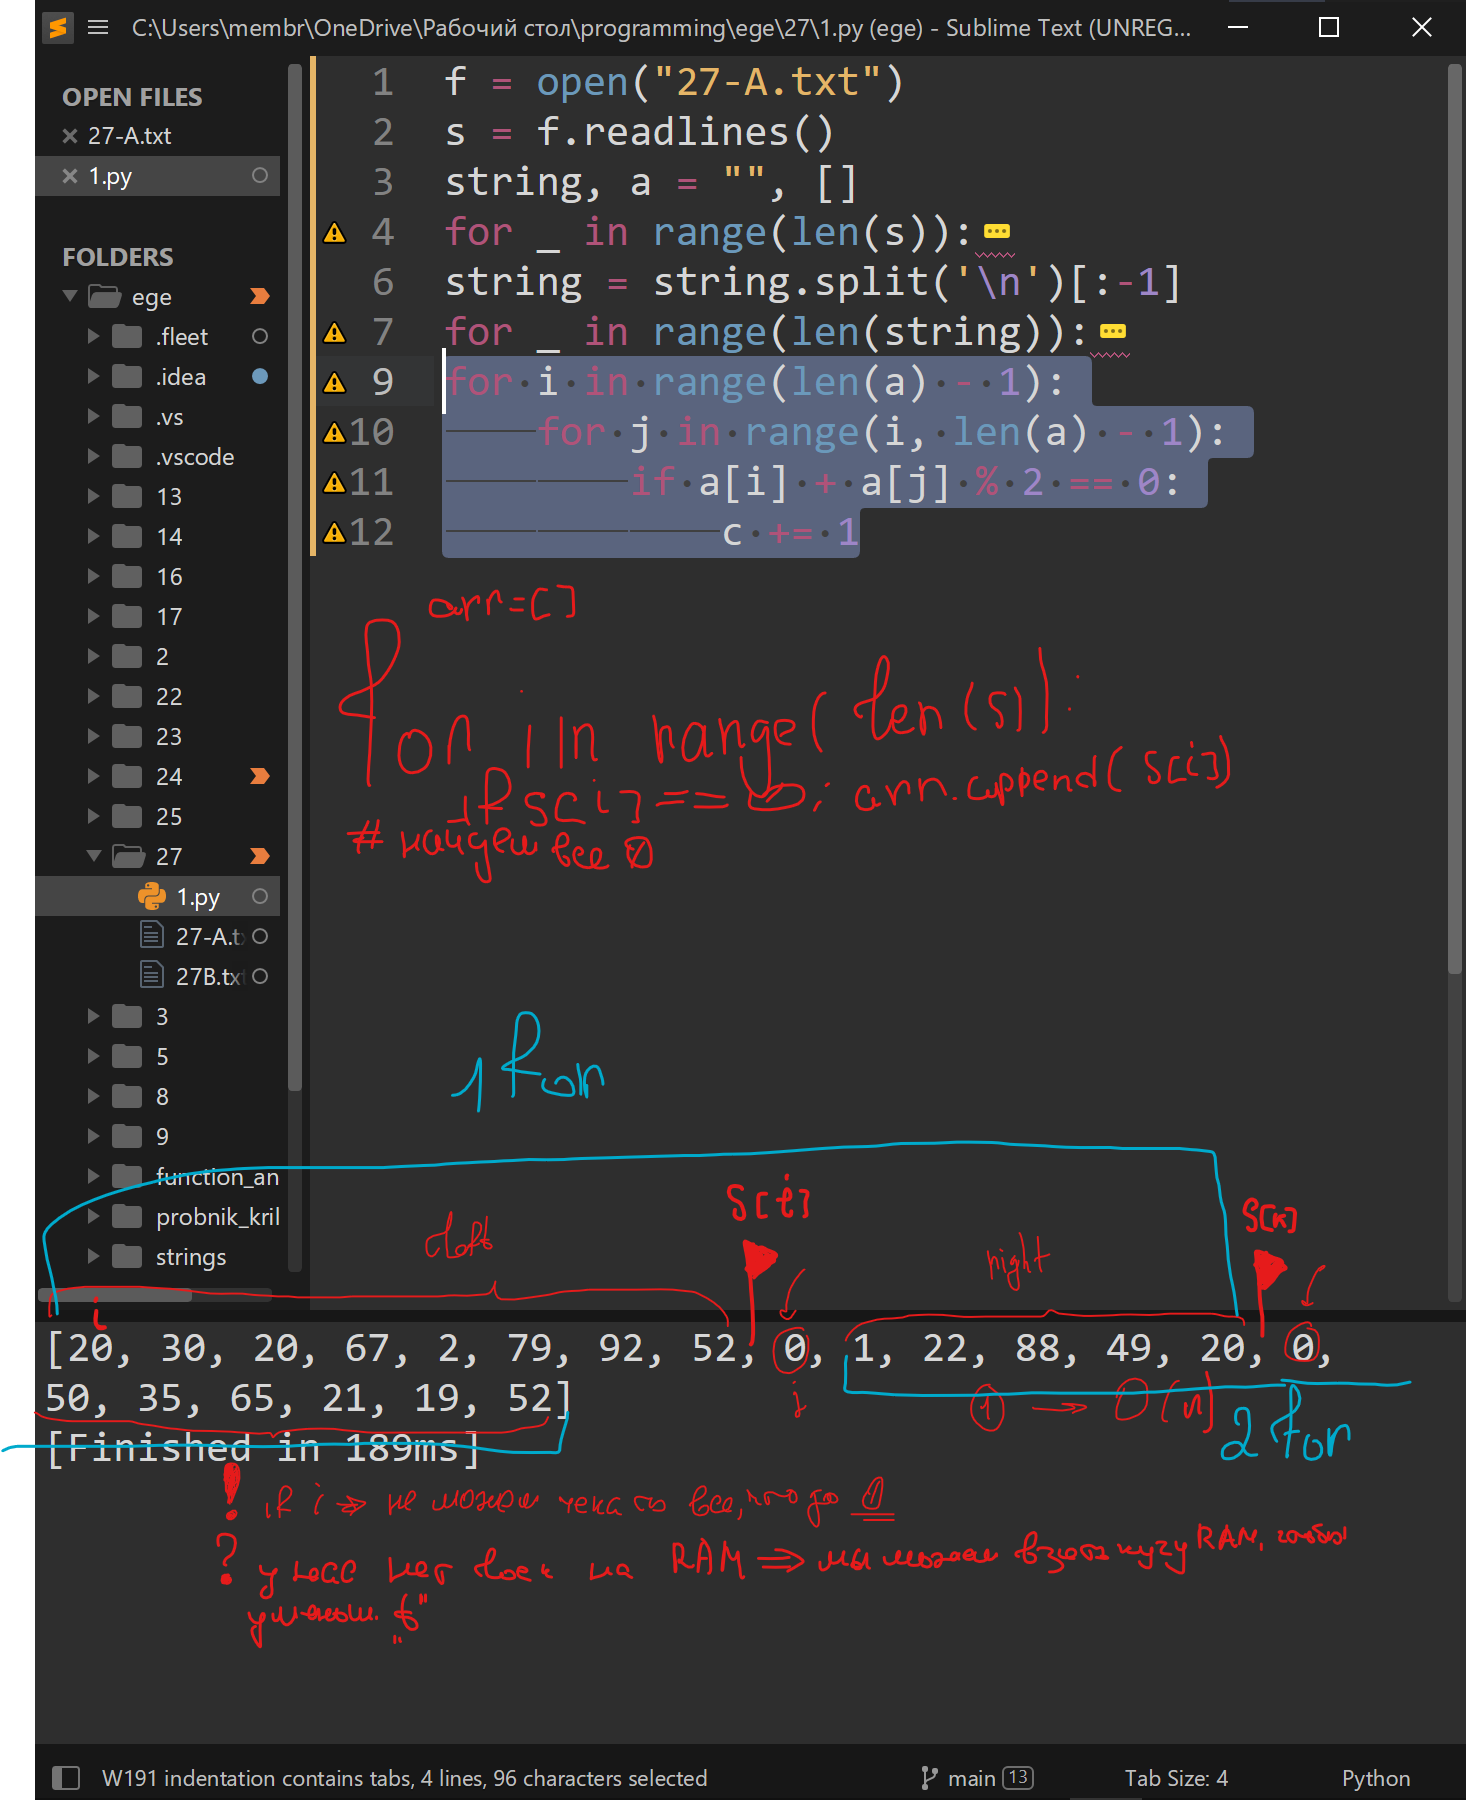 C:\Users\membr\OneDrive\Рабочий стол\programming\ege\27\1.py (ege) - Sublime Text (UNREG...
OPEN FILES
27-A.txt
1.py
FOLDERS
ege
.fleet
.idea
.vs
.vscode
13
14
16
17
2
22
23
24
25
27
1.py
27-A.tx
27B.txt
3
5
8
9
function_an
probnik_kril
strings
1 f = open("27-A.txt")
2 s = f.readlines()
3 string, a = "", []
4 for _ in range(len(s)):
6 string = string.split('\n')[:-1]
7 for _ in range(len(string)):
9 for i in range(len(a) - 1):
10 for j in range(i, len(a) - 1):
11 if a[i] + a[j] % 2 == 0:
12 c += 1
arr=[]
for i in range(len(s)):
if s[i] == 0: arr.append(s[i])
# найдем все 0
1 for
S[i]
S[k]
left
right
i
[20, 30, 20, 67, 2, 79, 92, 52, 0, 1, 22, 88, 49, 20, 0,
j
50, 35, 65, 21, 19, 52]
1 → O(n)
2 for
[Finished in 189ms]
! if i → не можем все, что до
? у нас нет на RAM ⇒ мы можем взять кучу RAM, чтобы
W191 indentation contains tabs, 4 lines, 96 characters selected
main 13
Tab Size: 4
Python